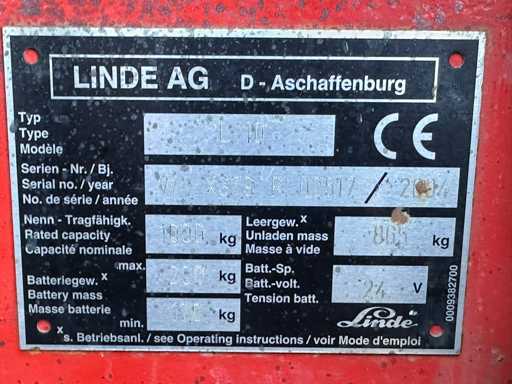 LINDE AG D - Aschaffenburg
Typ
Type
Modèle
L 10
CE
Serien - Nr./ Bj.
Serial no./ year
No. de série / année
/
Nenn - Tragfähigk.
Rated capacity
Capacité nominale
kg
Leergew. x
Unladen mass
Masse à vide
kg
Batteriegew. x
Battery mass
Masse batterie
max.
kg
min.
kg
Batt.-Sp.
Batt.-volt.
Tension batt.
24 V
Linde
0009382700
x s. Betriebsanl. / see Operating instructions / voir Mode d'emploi